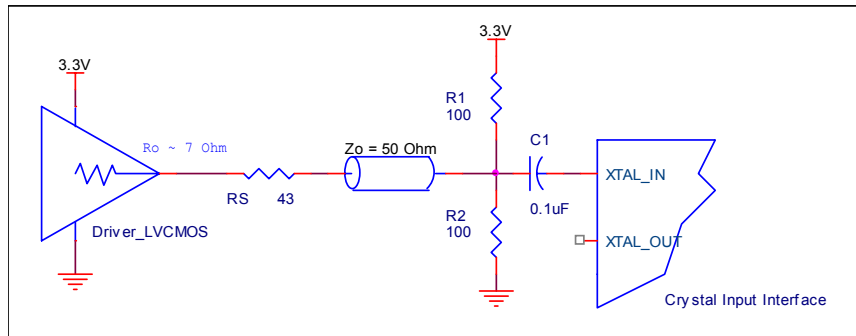 3.3V
3.3V
R1
100
Ro ~ 7 Ohm
Zo = 50 Ohm
C1
XTAL_IN
RS 43
0.1uF
R2
100
XTAL_OUT
Driver_LVCMOS
Crystal Input Interface